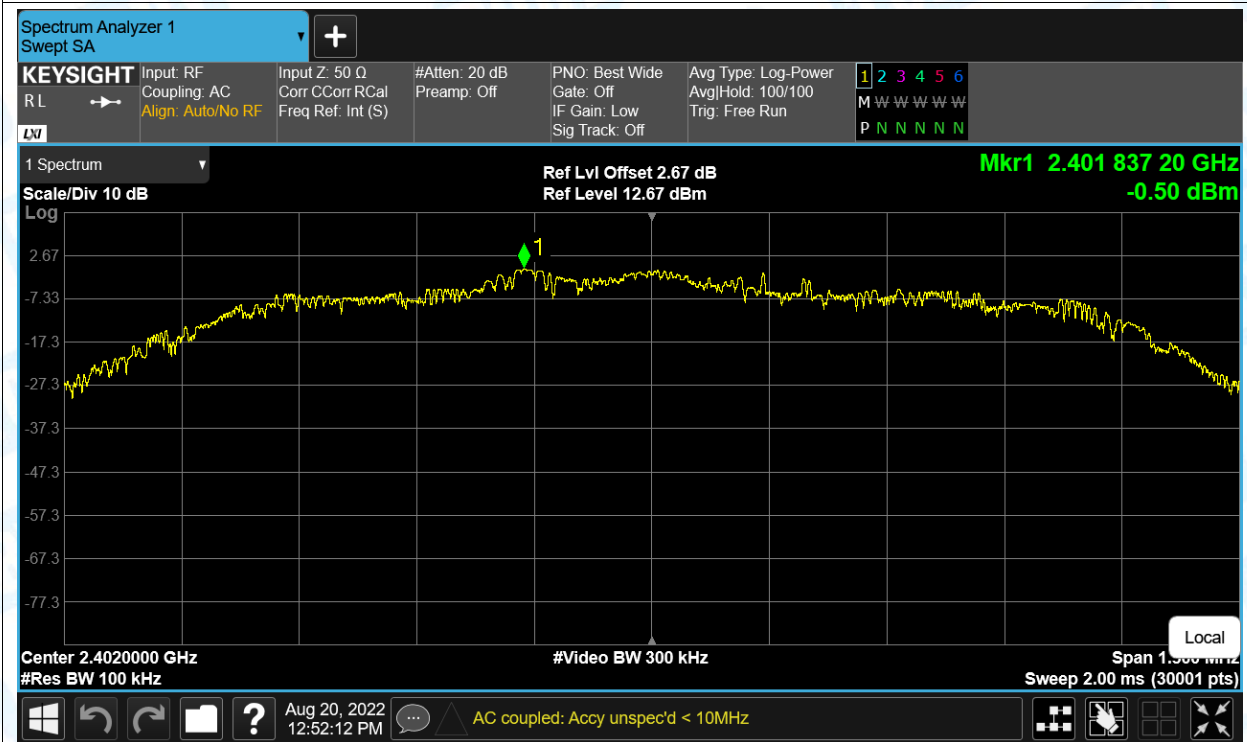 Spectrum Analyzer 1
Swept SA
KEYSIGHT
R L
LXI
Input: RF
Coupling: AC
Align: Auto/No RF
Input Z: 50 Ω
Corr CCorr RCal
Freq Ref: Int (S)
#Atten: 20 dB
Preamp: Off
PNO: Best Wide
Gate: Off
IF Gain: Low
Sig Track: Off
Avg Type: Log-Power
Avg|Hold: 100/100
Trig: Free Run
1 2 3 4 5 6
M W W W W W
P N N N N N
1 Spectrum
Scale/Div 10 dB
Ref Lvl Offset 2.67 dB
Ref Level 12.67 dBm
Mkr1 2.401 837 20 GHz
-0.50 dBm
Log
1
2.67
-7.33
-17.3
-27.3
-37.3
-47.3
-57.3
-67.3
-77.3
Local
Center 2.4020000 GHz
#Video BW 300 kHz
Span
#Res BW 100 kHz
Sweep 2.00 ms (30001 pts)
?
Aug 20, 2022
12:52:12 PM
AC coupled: Accy unspec'd < 10MHz